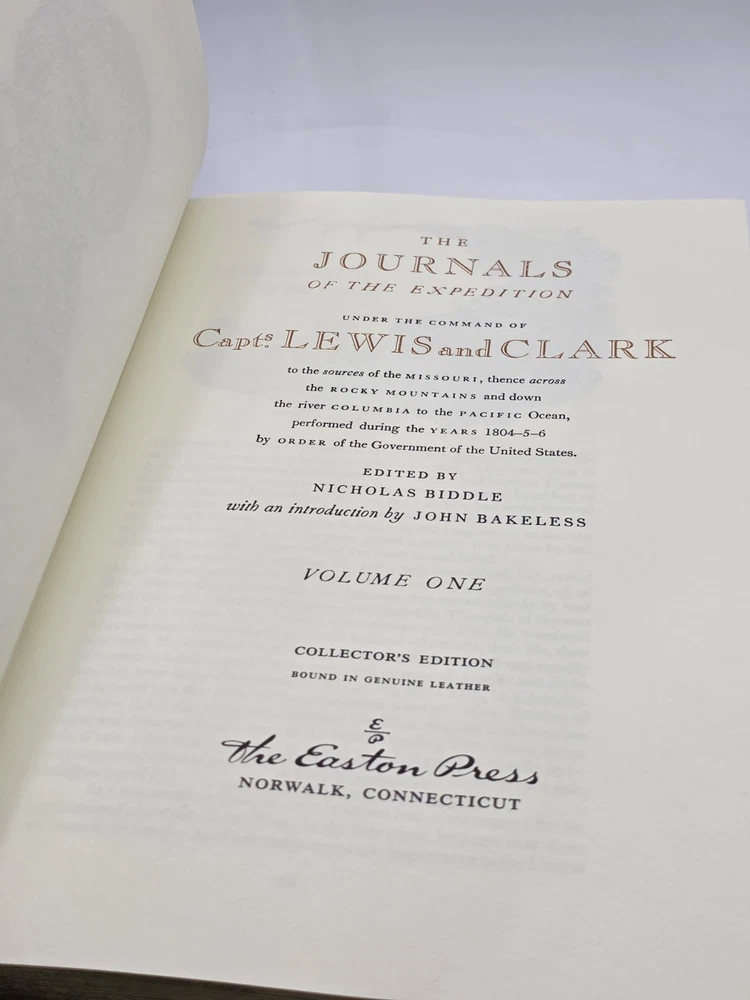 THE
JOURNALS
OF THE EXPEDITION
UNDER THE COMMAND OF
Capts. LEWIS and CLARK
to the sources of the MISSOURI, thence across
the ROCKY MOUNTAINS and down
the river COLUMBIA to the PACIFIC Ocean,
performed during the YEARS 1804–5–6
by ORDER of the Government of the United States.
EDITED BY
NICHOLAS BIDDLE
with an introduction by JOHN BAKELESS
VOLUME ONE
COLLECTOR'S EDITION
BOUND IN GENUINE LEATHER
E
P
The Easton Press
NORWALK, CONNECTICUT